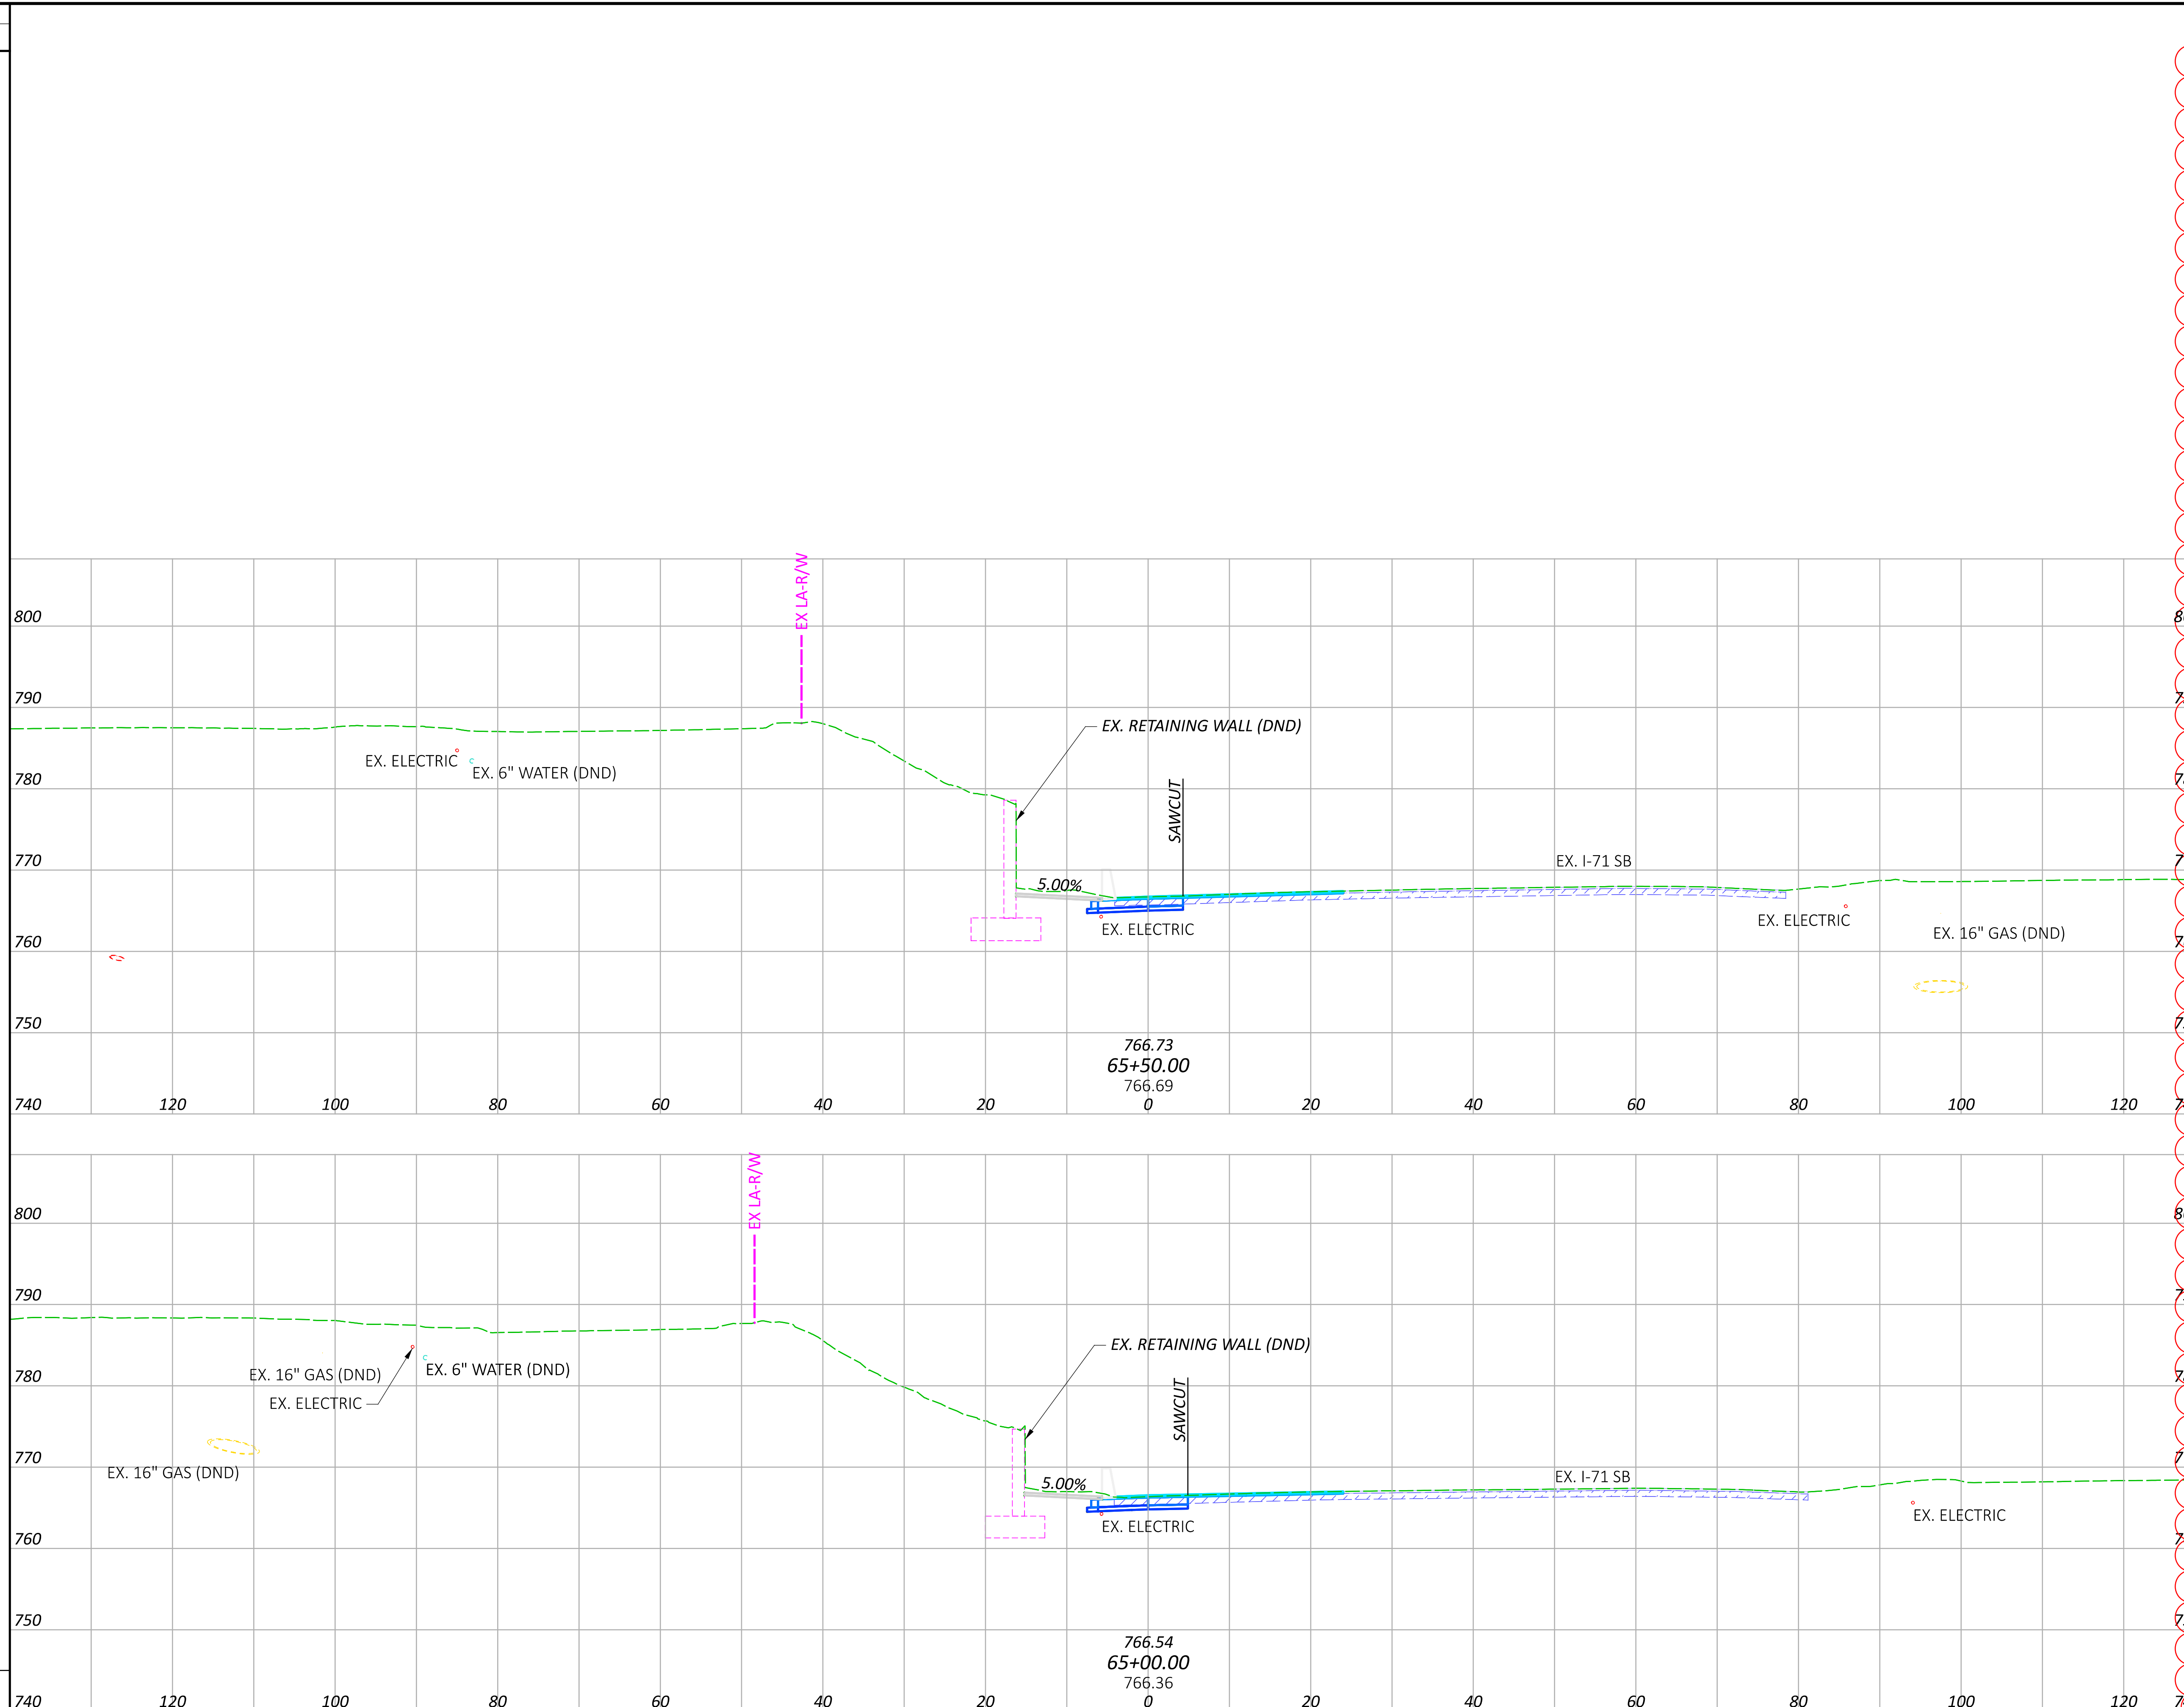 EX LA-R/W
800
790
EX. RETAINING WALL (DND)
EX. ELECTRIC
EX. 6" WATER (DND)
780
SAWCUT
770
5.00%
EX. I-71 SB
EX. ELECTRIC
EX. ELECTRIC
EX. 16" GAS (DND)
760
750
766.73
65+50.00
766.69
740 120 100 80 60 40 20 0 20 40 60 80 100 120
EX LA-R/W
800
790
EX. RETAINING WALL (DND)
EX. 16" GAS (DND)
EX. 6" WATER (DND)
780
EX. ELECTRIC
SAWCUT
770
EX. 16" GAS (DND)
5.00%
EX. I-71 SB
EX. ELECTRIC
EX. ELECTRIC
760
750
766.54
65+00.00
766.36
740 120 100 80 60 40 20 0 20 40 60 80 100 120